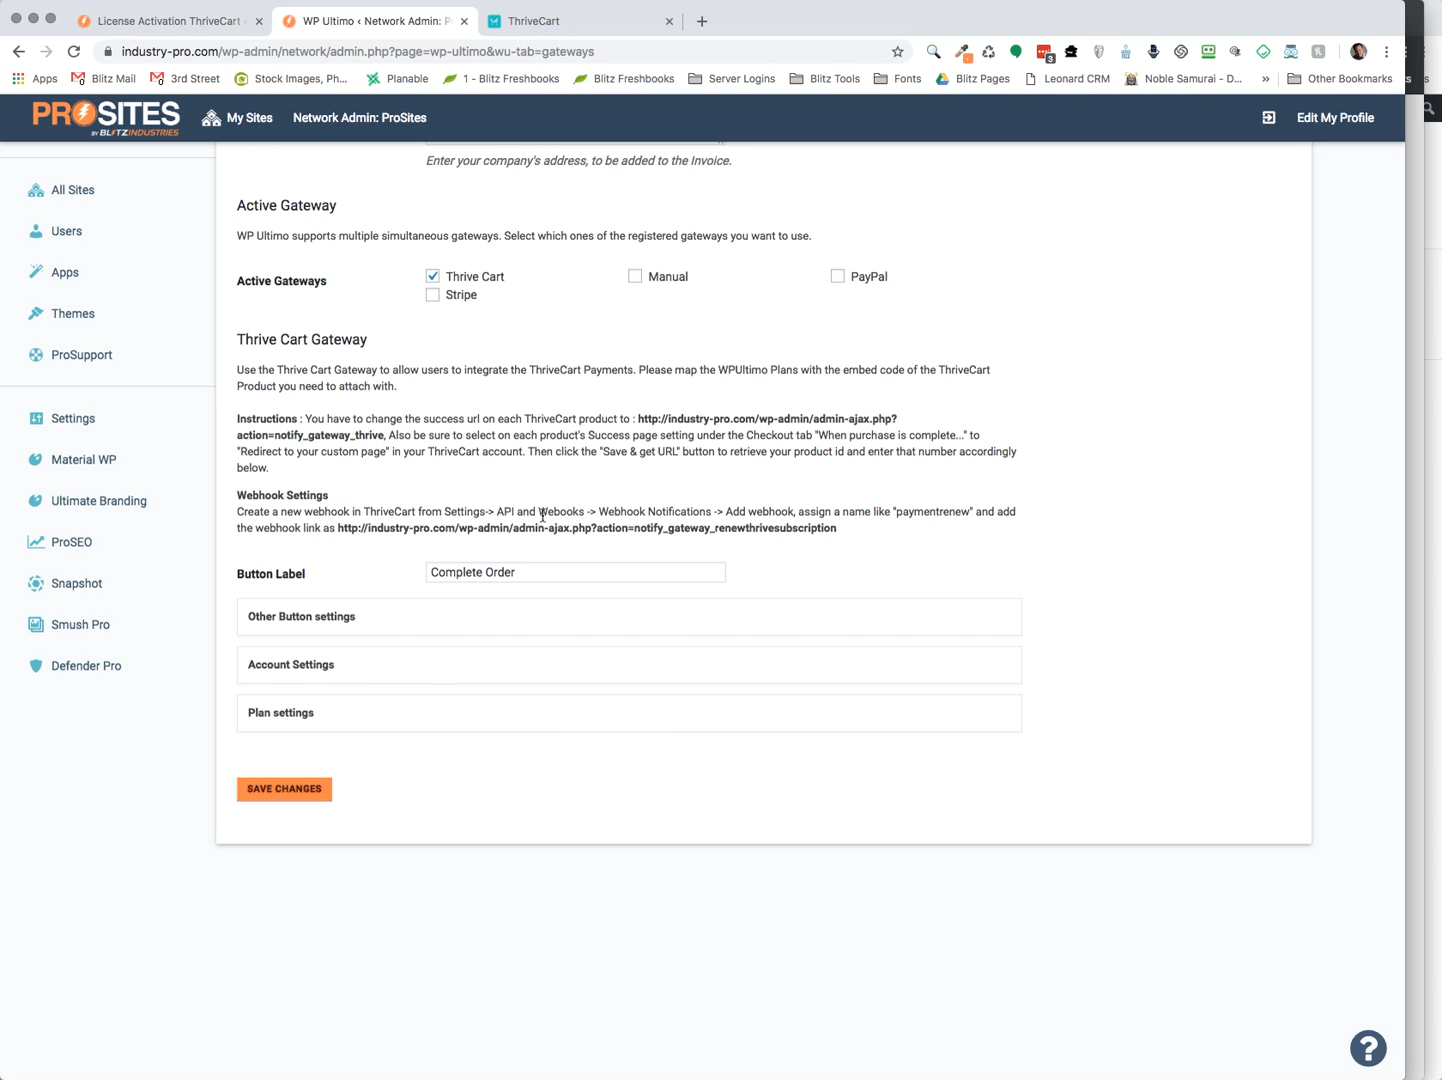 License Activation ThriveCart
WP Ultimo ‹ Network Admin: P
ThriveCart
industry-pro.com/wp-admin/network/admin.php?page=wp-ultimo&wu-tab=gateways
3
Apps
Blitz Mail
3rd Street
Stock Images, Ph...
Planable
1 - Blitz Freshbooks
Blitz Freshbooks
Server Logins
Blitz Tools
Fonts
Blitz Pages
Leonard CRM
Noble Samurai - D...
»
Other Bookmarks
PROSITES
BY BLITZINDUSTRIES
My Sites
Network Admin: ProSites
Edit My Profile
All Sites
Users
Apps
Themes
ProSupport
Settings
Material WP
Ultimate Branding
ProSEO
Snapshot
Smush Pro
Defender Pro
Enter your company's address, to be added to the Invoice.
Active Gateway
WP Ultimo supports multiple simultaneous gateways. Select which ones of the registered gateways you want to use.
Active Gateways
Thrive Cart
Manual
PayPal
Stripe
Thrive Cart Gateway
Use the Thrive Cart Gateway to allow users to integrate the ThriveCart Payments. Please map the WPUltimo Plans with the embed code of the ThriveCart
Product you need to attach with.
Instructions : You have to change the success url on each ThriveCart product to : http://industry-pro.com/wp-admin/admin-ajax.php?
action=notify_gateway_thrive, Also be sure to select on each product's Success page setting under the Checkout tab "When purchase is complete..." to
"Redirect to your custom page" in your ThriveCart account. Then click the "Save & get URL" button to retrieve your product id and enter that number accordingly
below.
Webhook Settings
Create a new webhook in ThriveCart from Settings-> API and Webooks -> Webhook Notifications -> Add webhook, assign a name like "paymentrenew" and add
the webhook link as http://industry-pro.com/wp-admin/admin-ajax.php?action=notify_gateway_renewthrivesubscription
Button Label
Complete Order
Other Button settings
Account Settings
Plan settings
SAVE CHANGES
?